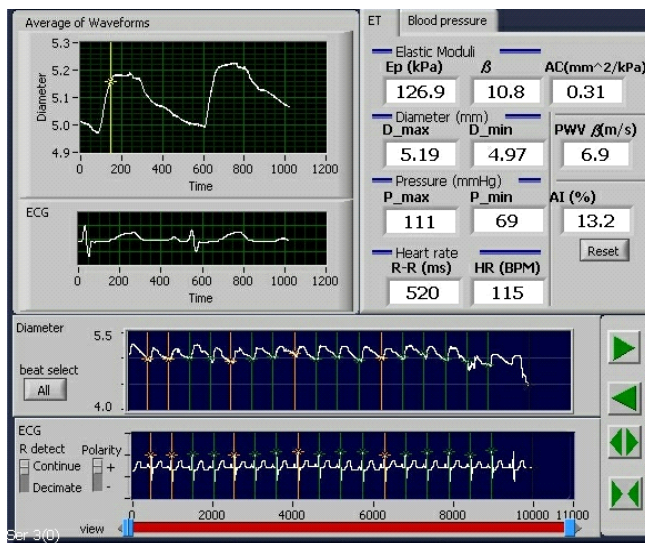 Average of Waveforms
5.3
5.2
5.1
5.0
4.9
Diameter
0 200 400 600 800 1000 1200
Time
ECG
0 200 400 600 800 1000 1200
Time
ET Blood pressure
Elastic Moduli
Ep (kPa) β AC(mm^2/kPa)
126.9 10.8 0.31
Diameter (mm)
D_max D_min PWV β(m/s)
5.19 4.97 6.9
Pressure (mmHg)
P_max P_min AI (%)
111 69 13.2
Reset
Heart rate
R-R (ms) HR (BPM)
520 115
Diameter
5.5
beat select
All
4.0
ECG
R detect Polarity
Continue +
Decimate -
0 2000 4000 6000 8000 10000 11000
view
Ser 3(0)